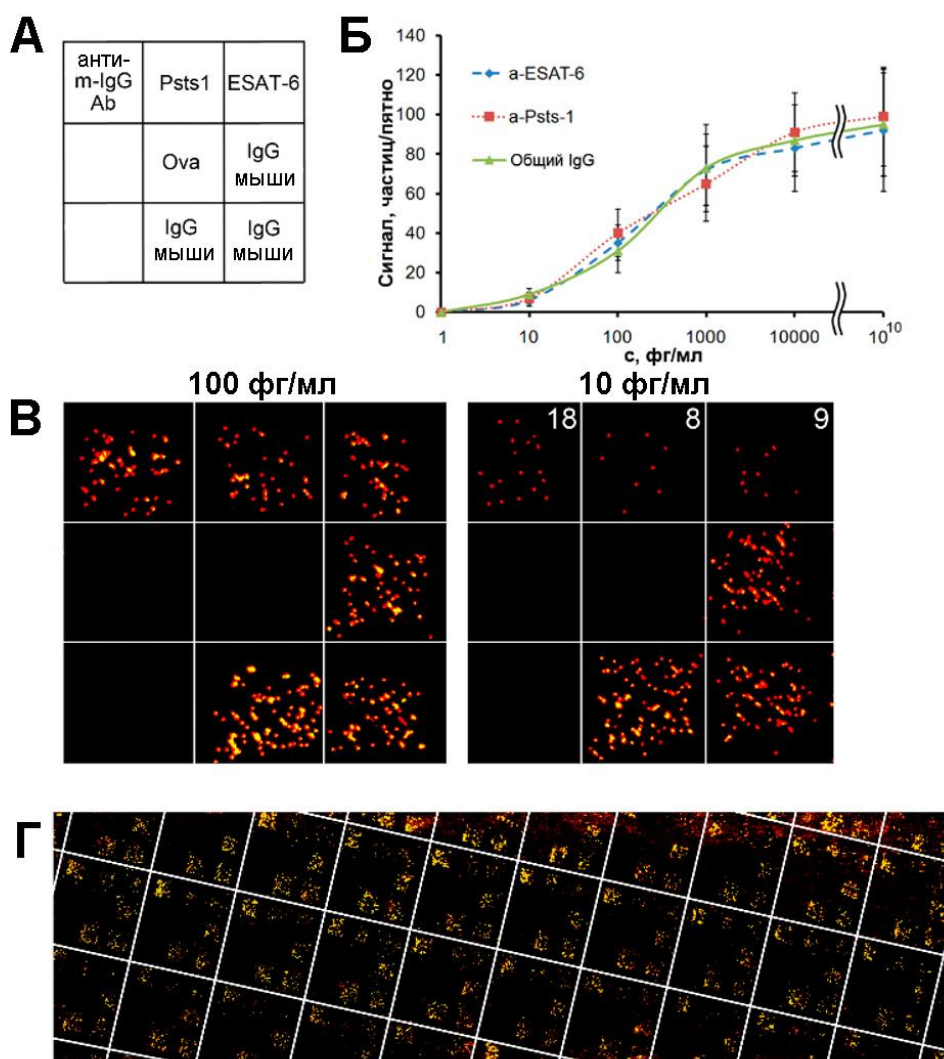 А
анти-
m-IgG
Ab
Psts1
ESAT-6
Ova
IgG
мыши
IgG
мыши
IgG
мыши
Б
140
120
100
80
60
40
20
0
Сигнал, частиц/пятно
a-ESAT-6
a-Psts-1
Общий IgG
1
10
100
1000
10000
10^10
с, фг/мл
В
100 фг/мл
10 фг/мл
18
8
9
Г